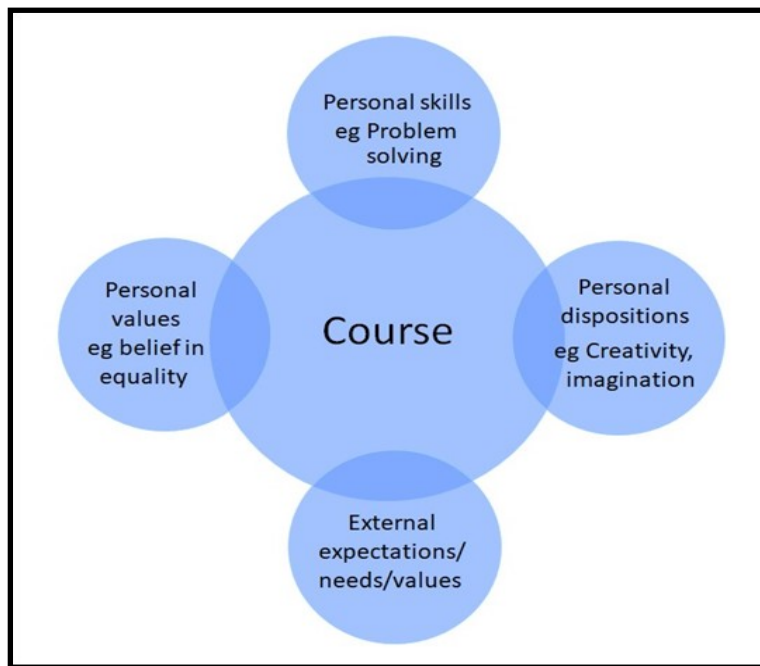 Personal skills
eg Problem
solving
Personal
values
eg belief in
equality
Course
Personal
dispositions
eg Creativity,
imagination
External
expectations/
needs/values